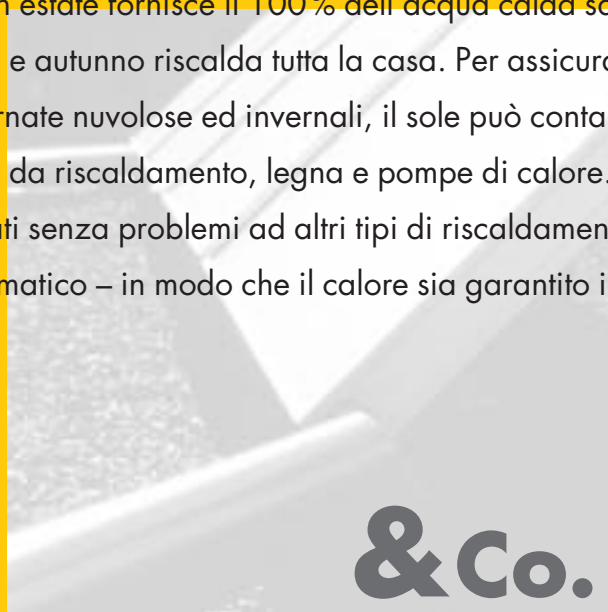 estate fornisce il 100% dell'acqua calda
e autunno riscalda tutta la casa. Per assicura
rnate nuvolose ed invernali, il sole può conta
da riscaldamento, legna e pompe di calore.
ti senza problemi ad altri tipi di riscaldamen
matico – in modo che il calore sia garantito i
&Co.